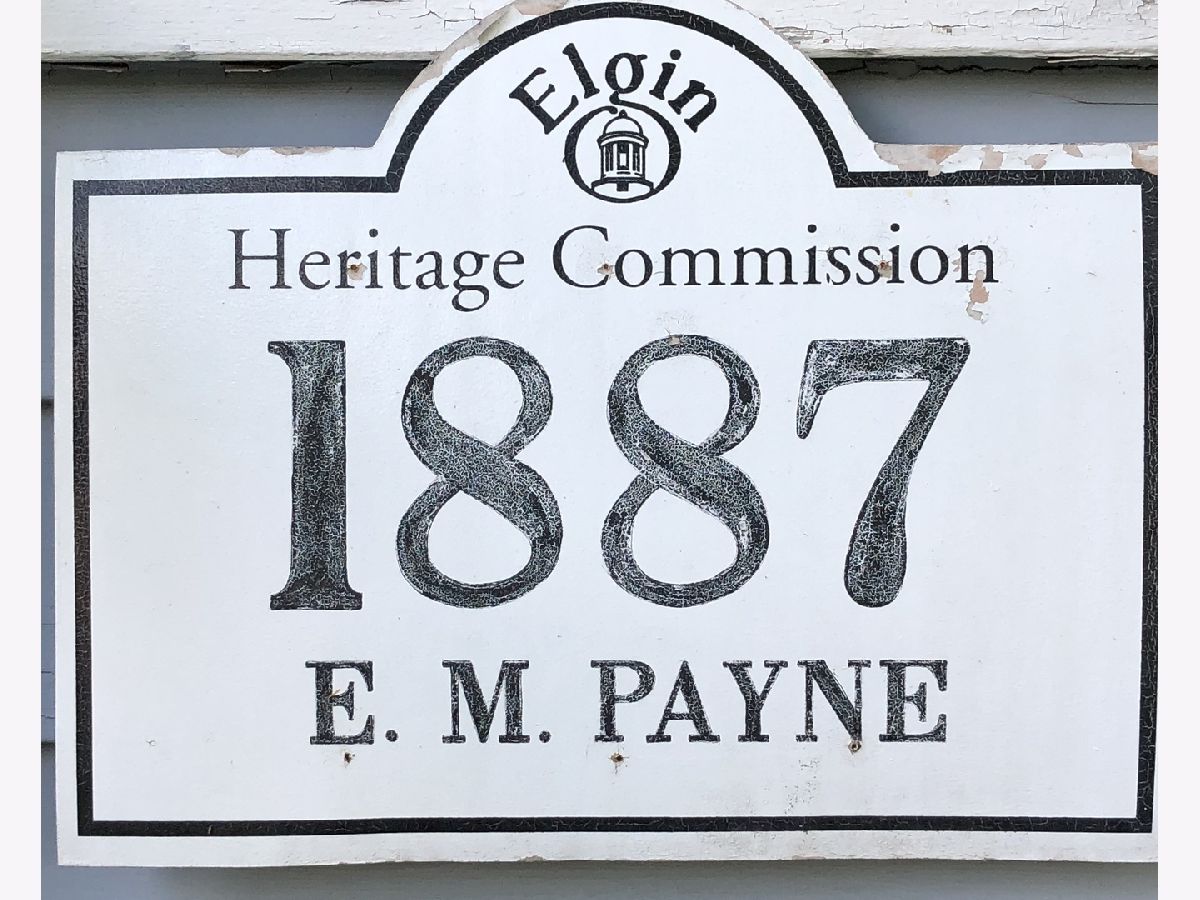 Elgin
Heritage Commission
1887
E. M. PAYNE